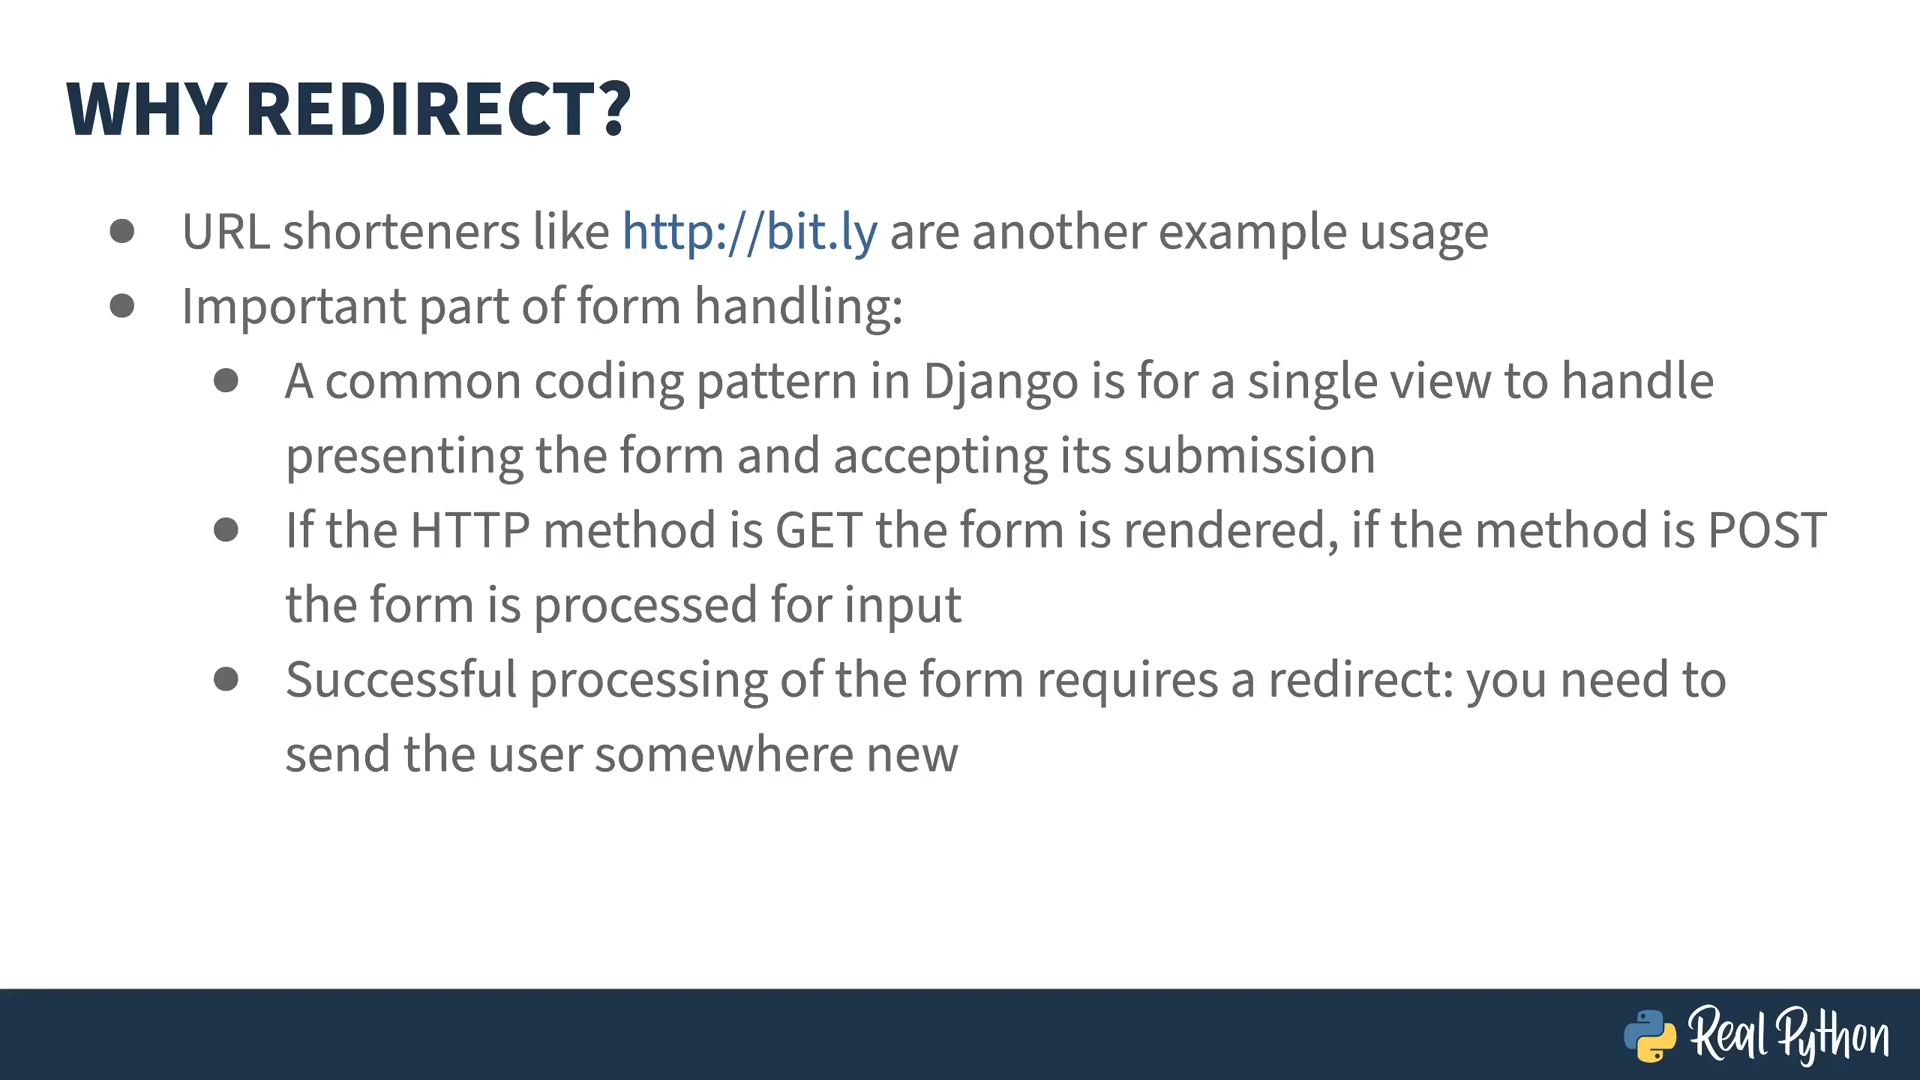 WHY REDIRECT?
● URL shorteners like http://bit.ly are another example usage
● Important part of form handling:
● A common coding pattern in Django is for a single view to handle
presenting the form and accepting its submission
● If the HTTP method is GET the form is rendered, if the method is POST
the form is processed for input
● Successful processing of the form requires a redirect: you need to
send the user somewhere new
Real Python